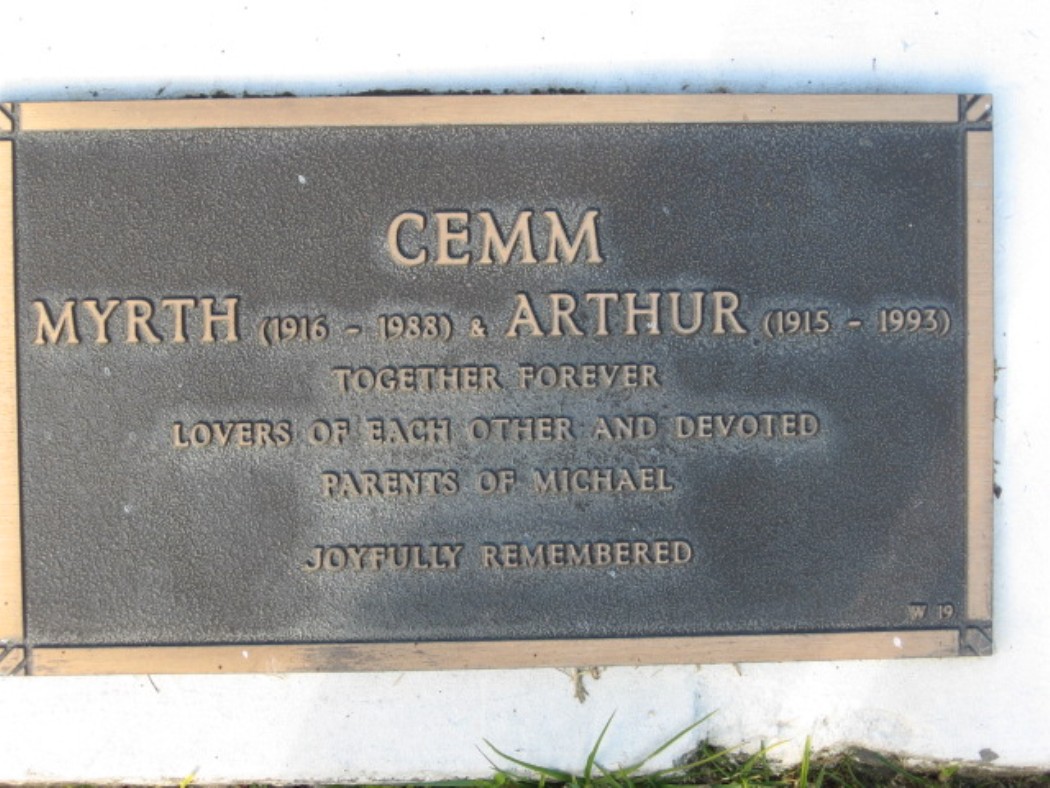 CEMM
MYRTH (1916 - 1988) & ARTHUR (1915 - 1993)
TOGETHER FOREVER
LOVERS OF EACH OTHER AND DEVOTED
PARENTS OF MICHAEL
JOYFULLY REMEMBERED
W 19